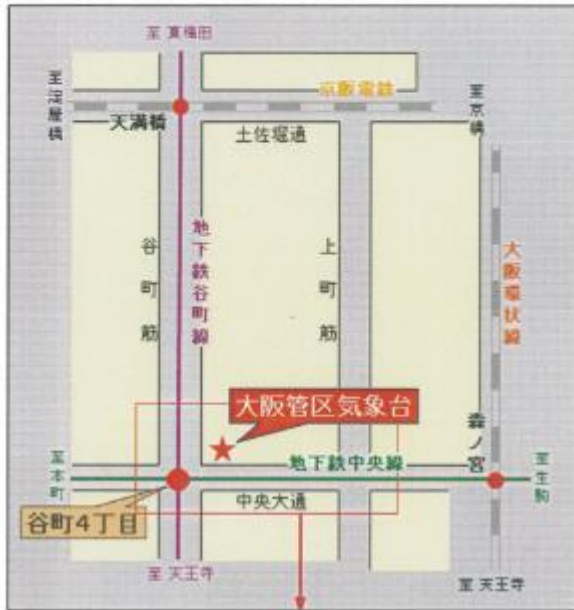 至 東梅田
至淀屋橋
京阪電鉄
至京橋
天満橋
土佐堀通
谷町筋
地下鉄谷町線
上町筋
大阪環状線
大阪管区気象台
森ノ宮
至本町
地下鉄中央線
至生駒
谷町4丁目
中央大通
至 天王寺
至 天王寺